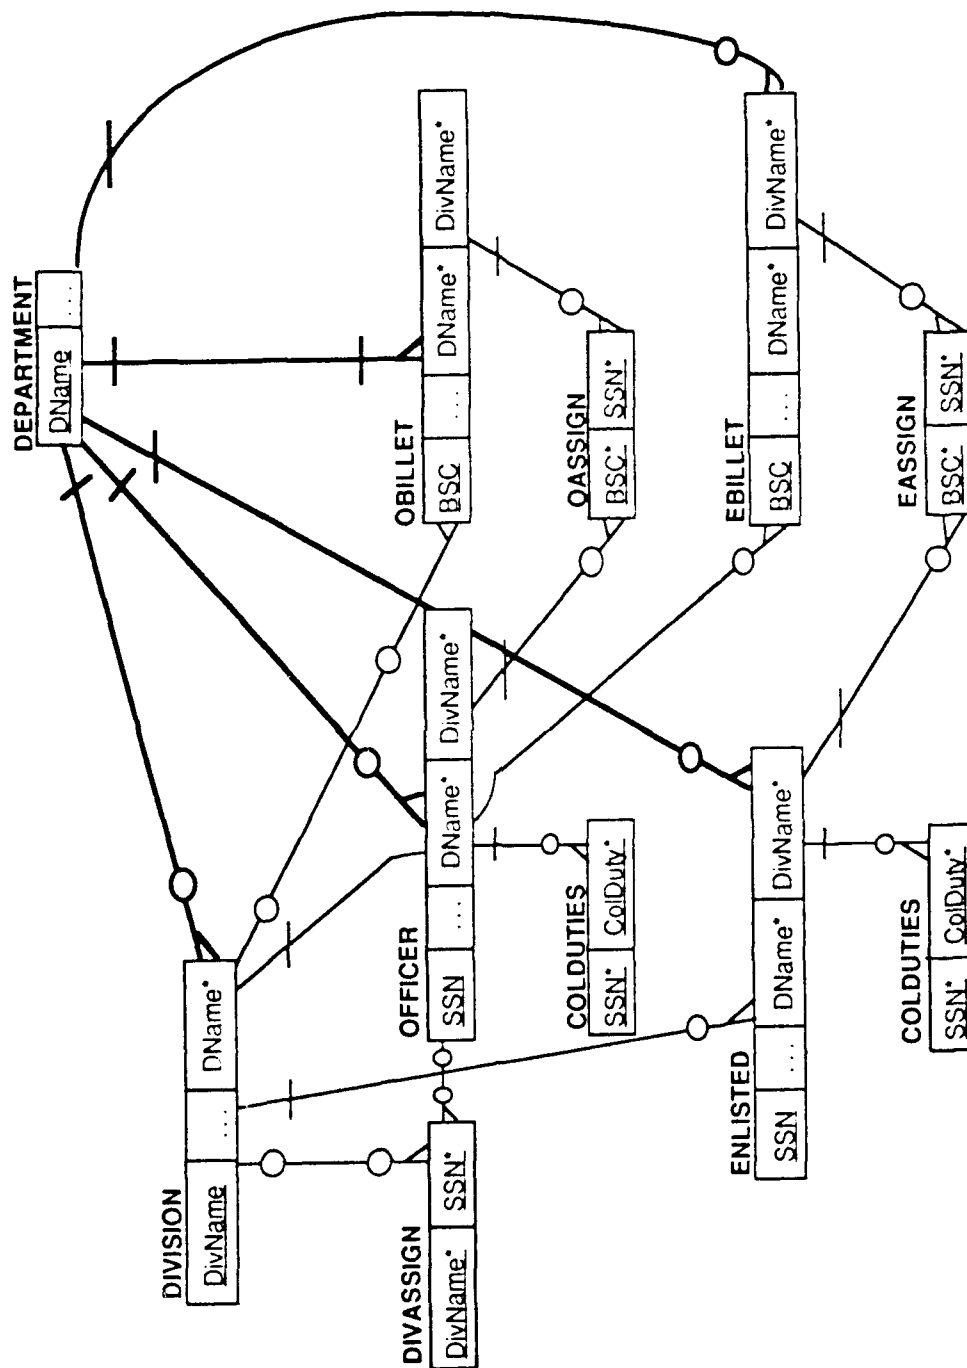 DEPARTMENT
DName ....
DIVISION
DivName .... DName*
OBILLET
BSC .... DName* DivName*
OFFICER
SSN .... DName* DivName*
DIVASSIGN
DivName* SSN*
OASSIGN
BSC* SSN*
COLDUTIES
SSN* ColDuty*
EBILLET
BSC .... DName* DivName*
ENLISTED
SSN .... DName* DivName*
EASSIGN
BSC* SSN*
COLDUTIES
SSN* ColDuty*